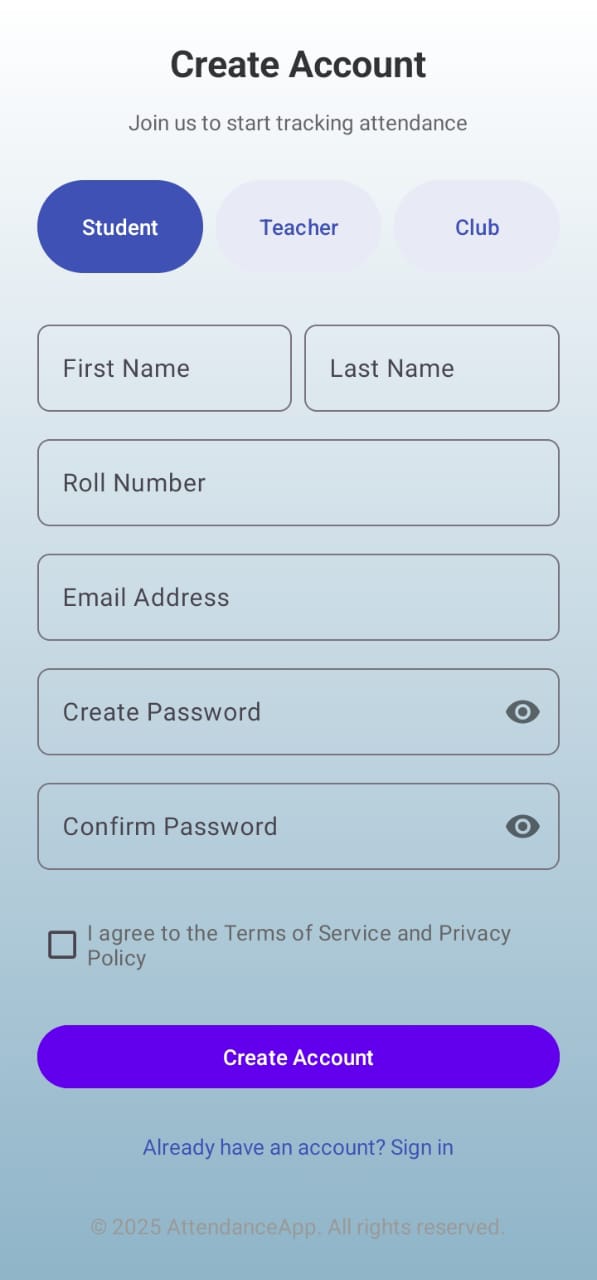 Create Account
Join us to start tracking attendance
Student Teacher Club
First Name Last Name
Roll Number
Email Address
Create Password
Confirm Password
I agree to the Terms of Service and Privacy
Policy
Create Account
Already have an account? Sign in
© 2025 AttendanceApp. All rights reserved.